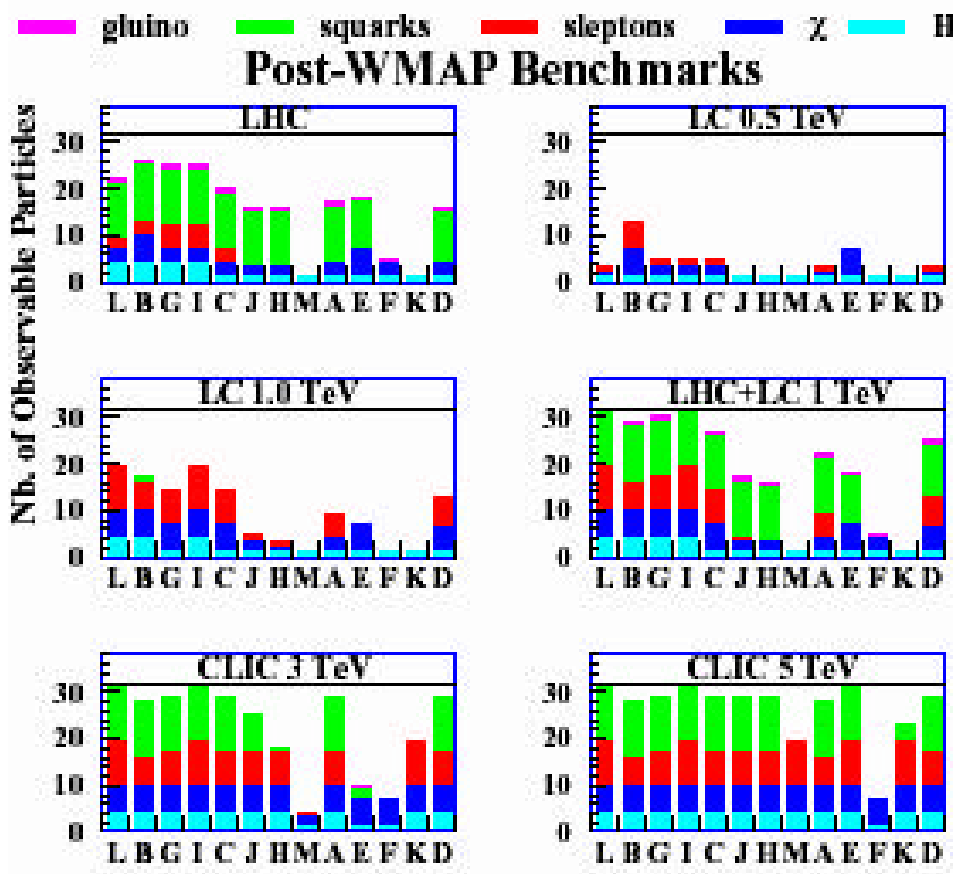 gluino squarks sleptons χ H
Post-WMAP Benchmarks
Nb. of Observable Particles
LHC
30
20
10
0
L B G I C J H M A E F K D
LC 0.5 TeV
30
20
10
0
L B G I C J H M A E F K D
LC 1.0 TeV
30
20
10
0
L B G I C J H M A E F K D
LHC+LC 1 TeV
30
20
10
0
L B G I C J H M A E F K D
CLIC 3 TeV
30
20
10
0
L B G I C J H M A E F K D
CLIC 5 TeV
30
20
10
0
L B G I C J H M A E F K D